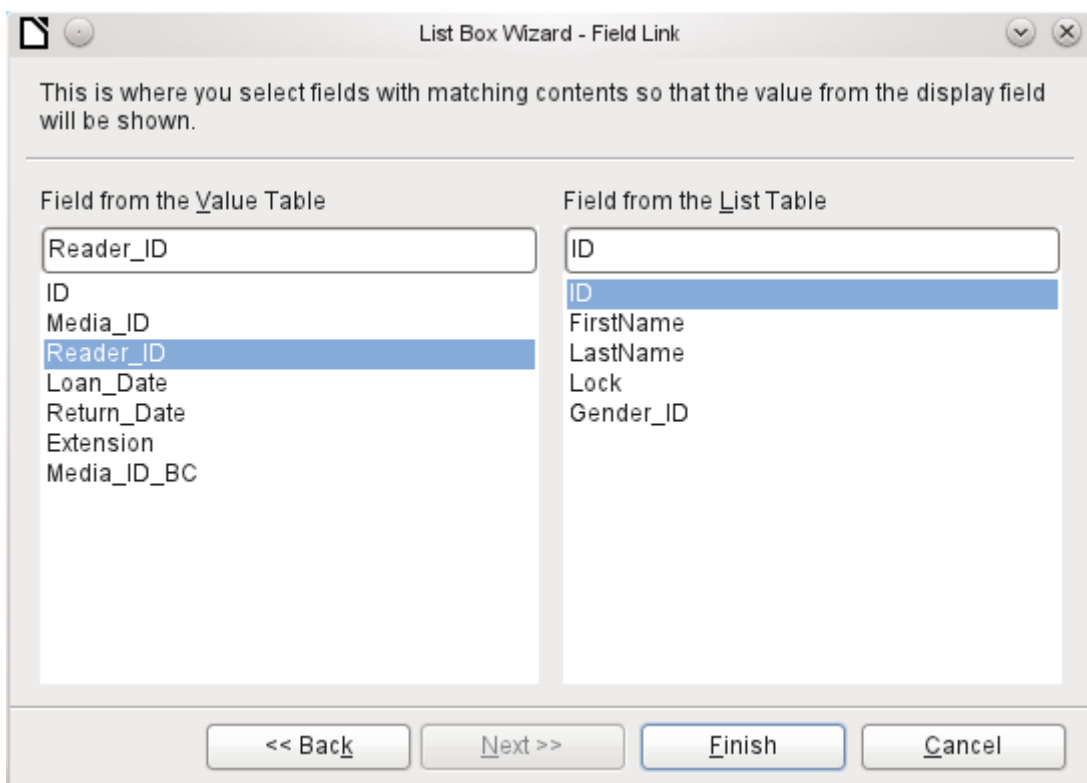 List Box Wizard - Field Link
This is where you select fields with matching contents so that the value from the display field
will be shown.
Field from the Value Table
Reader_ID
ID
Media_ID
Reader_ID
Loan_Date
Return_Date
Extension
Media_ID_BC
Field from the List Table
ID
ID
FirstName
LastName
Lock
Gender_ID
<< Back
Next >>
Finish
Cancel